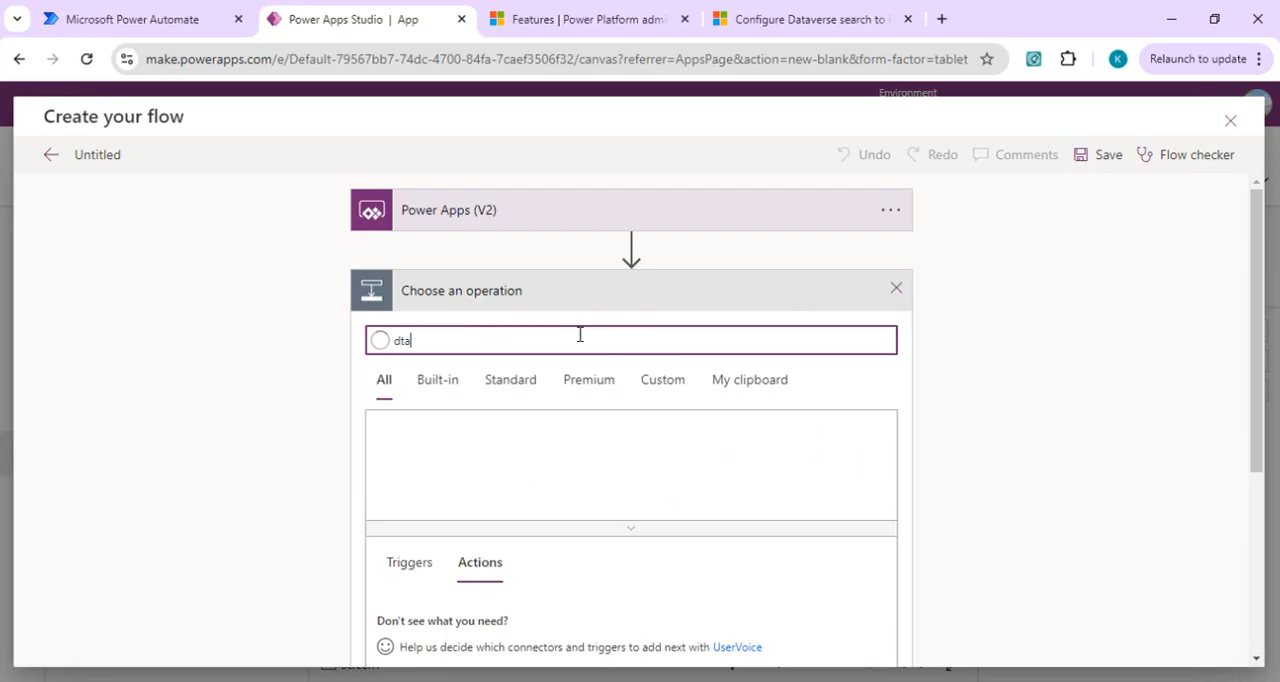 Microsoft Power Automate
Power Apps Studio | App
Features | Power Platform admi
Configure Dataverse search to i
make.powerapps.com/e/Default-79567bb7-74dc-4700-84fa-7caef3506f32/canvas?referrer=AppsPage&action=new-blank&form-factor=tablet
K
Relaunch to update
Environment
Create your flow
Untitled
Undo
Redo
Comments
Save
Flow checker
Power Apps (V2)
Choose an operation
dta
All
Built-in
Standard
Premium
Custom
My clipboard
Triggers
Actions
Don't see what you need?
Help us decide which connectors and triggers to add next with UserVoice